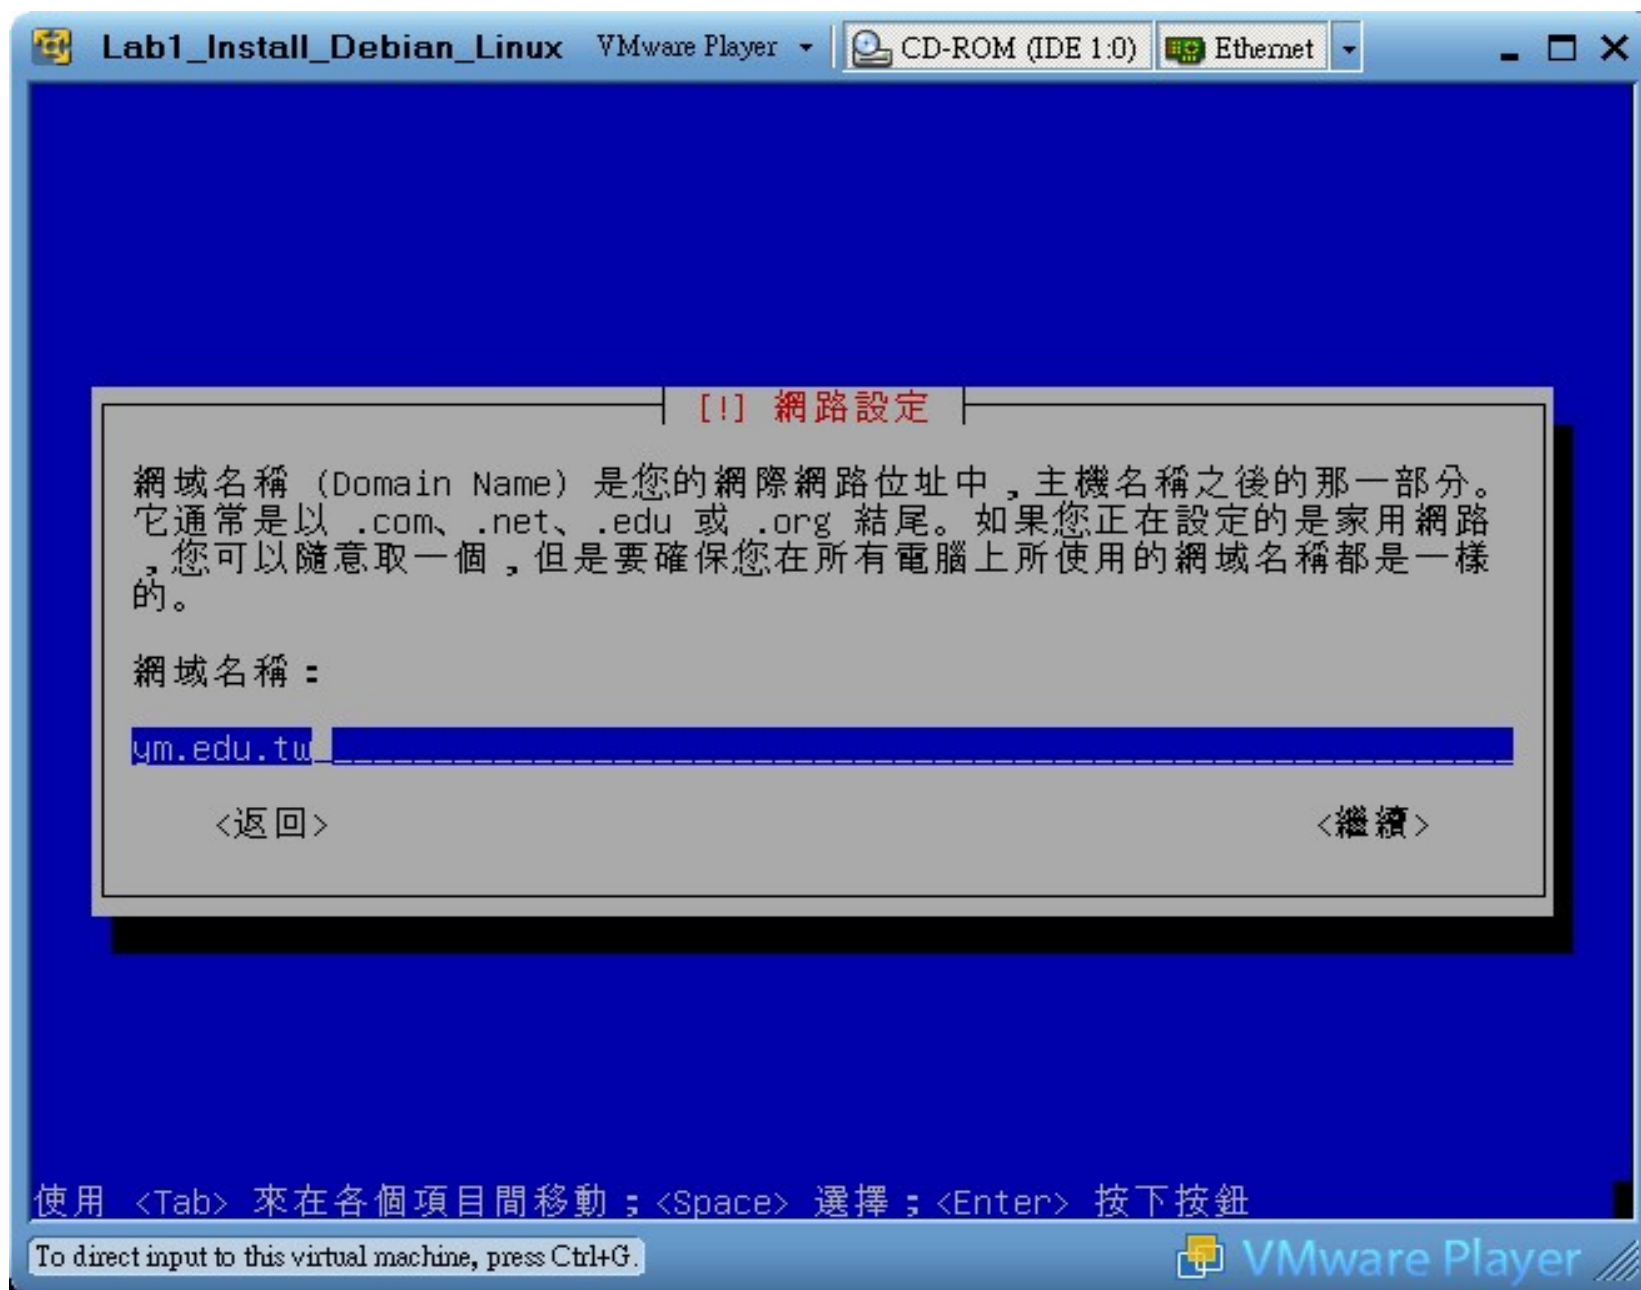 Lab1_Install_Debian_Linux VMware Player CD-ROM (IDE 1:0) Ethernet
[!] 網路設定
網域名稱 (Domain Name) 是您的網際網路位址中，主機名稱之後的那一部分。
它通常是以 .com、.net、.edu 或 .org 結尾。如果您正在設定的是家用網路
，您可以隨意取一個，但是要確保您在所有電腦上所使用的網域名稱都是一樣
的。
網域名稱：
ym.edu.tw
<返回> <繼續>
使用 <Tab> 來在各個項目間移動；<Space> 選擇；<Enter> 按下按鈕
To direct input to this virtual machine, press Ctrl+G.
VMware Player